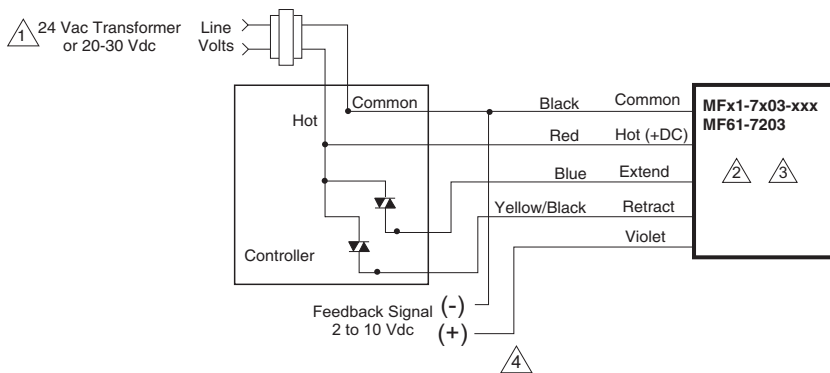 1
24 Vac Transformer
or 20-30 Vdc
Line
Volts
Common
Hot
Controller
Black
Common
Red
Hot (+DC)
Blue
Extend
Yellow/Black
Retract
Violet
MFx1-7x03-xxx
MF61-7203
2
3
Feedback Signal
2 to 10 Vdc
(-)
(+)
4